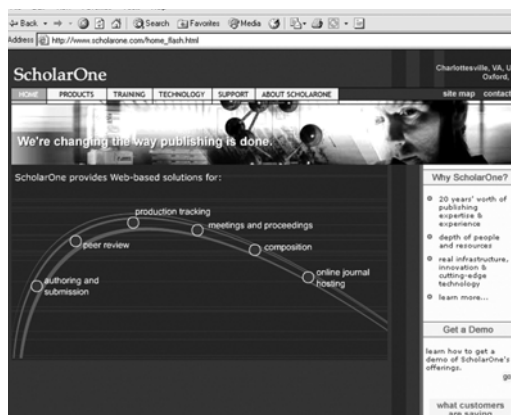 Back
Search Favorites Media
Address http://www.scholarone.com/home_flash.html
ScholarOne
Charlottesville, VA, U
Oxford,
HOME PRODUCTS TRAINING TECHNOLOGY SUPPORT ABOUT SCHOLARONE site map contact
We're changing the way publishing is done.
ScholarOne provides Web-based solutions for:
production tracking
meetings and proceedings
peer review
composition
online journal
hosting
authoring and
submission
Why ScholarOne?
20 years' worth of
publishing
expertise &
experience
depth of people
and resources
real infrastructure,
innovation &
cutting-edge
technology
learn more...
Get a Demo
learn how to get a
demo of ScholarOne's
offerings.
go
what customers
are saying